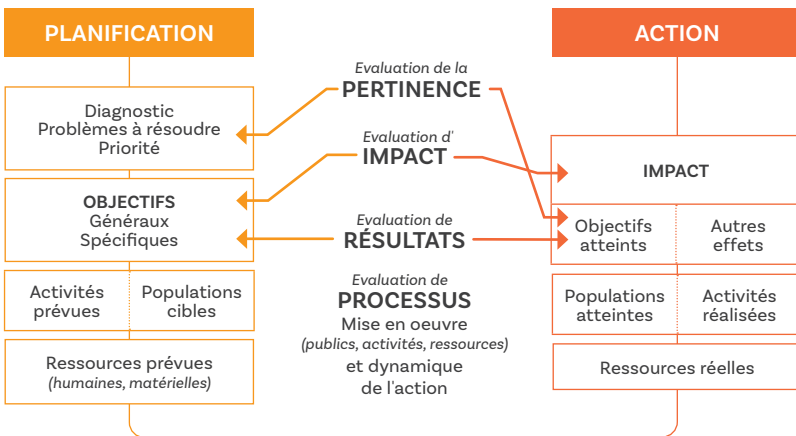 PLANIFICATION
Diagnostic
Problèmes à résoudre
Priorité
OBJECTIFS
Généraux
Spécifiques
Activités
prévues
Populations
cibles
Ressources prévues
(humaines, matérielles)
Evaluation de la
PERTINENCE
Evaluation d'
IMPACT
Evaluation de
RÉSULTATS
Evaluation de
PROCESSUS
Mise en oeuvre
(publics, activités, ressources)
et dynamique
de l'action
ACTION
IMPACT
Objectifs
atteints
Autres
effets
Populations
atteintes
Activités
réalisées
Ressources réelles